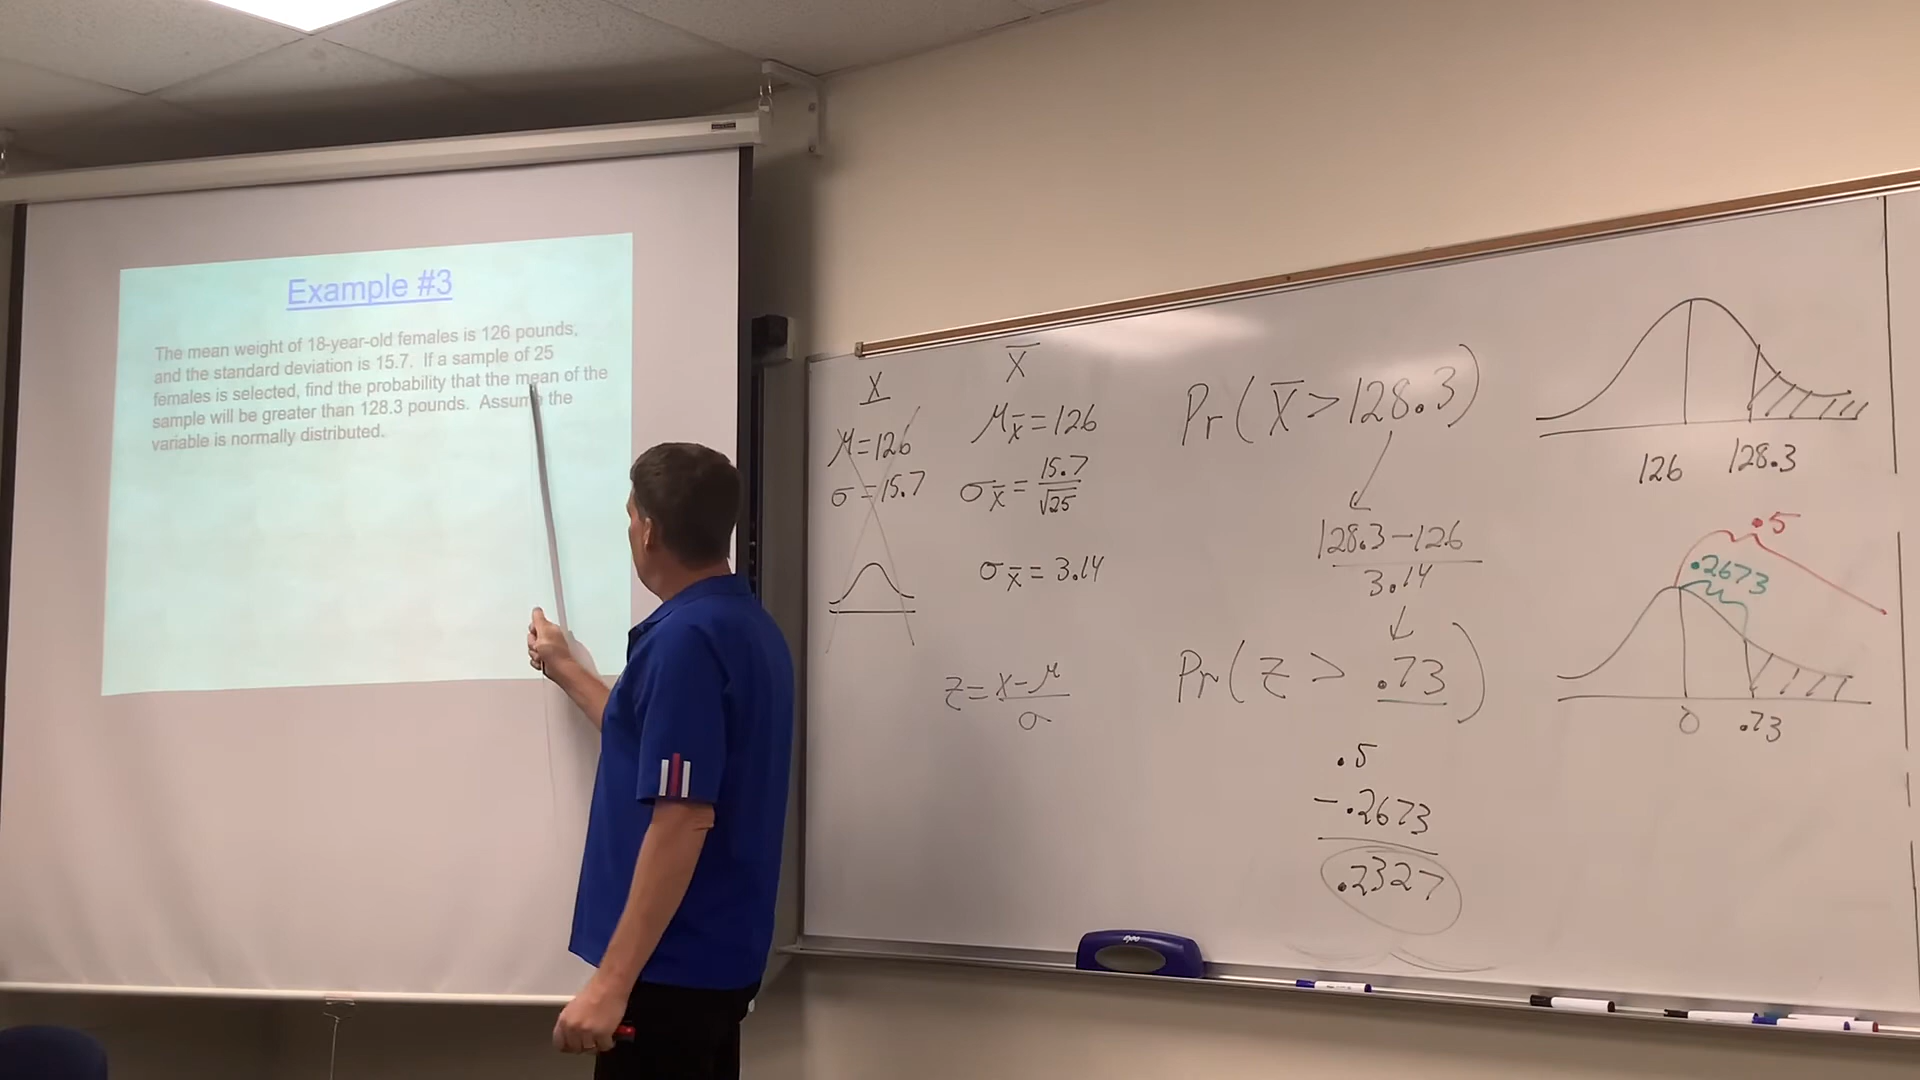 Example #3
The mean weight of 18-year-old females is 126 pounds,
and the standard deviation is 15.7. If a sample of 25
females is selected, find the probability that the mean of the
sample will be greater than 128.3 pounds. Assume the
variable is normally distributed.
X
μ=126
σ=15.7
X̄
μx̄=126
σx̄=15.7/√25
σx̄=3.14
z=x-μ/σ
Pr(X̄>128.3)
128.3-126
3.14
Pr(z>.73)
.5
-.2673
.2327
126 128.3
.5
.2673
0 .73
expo